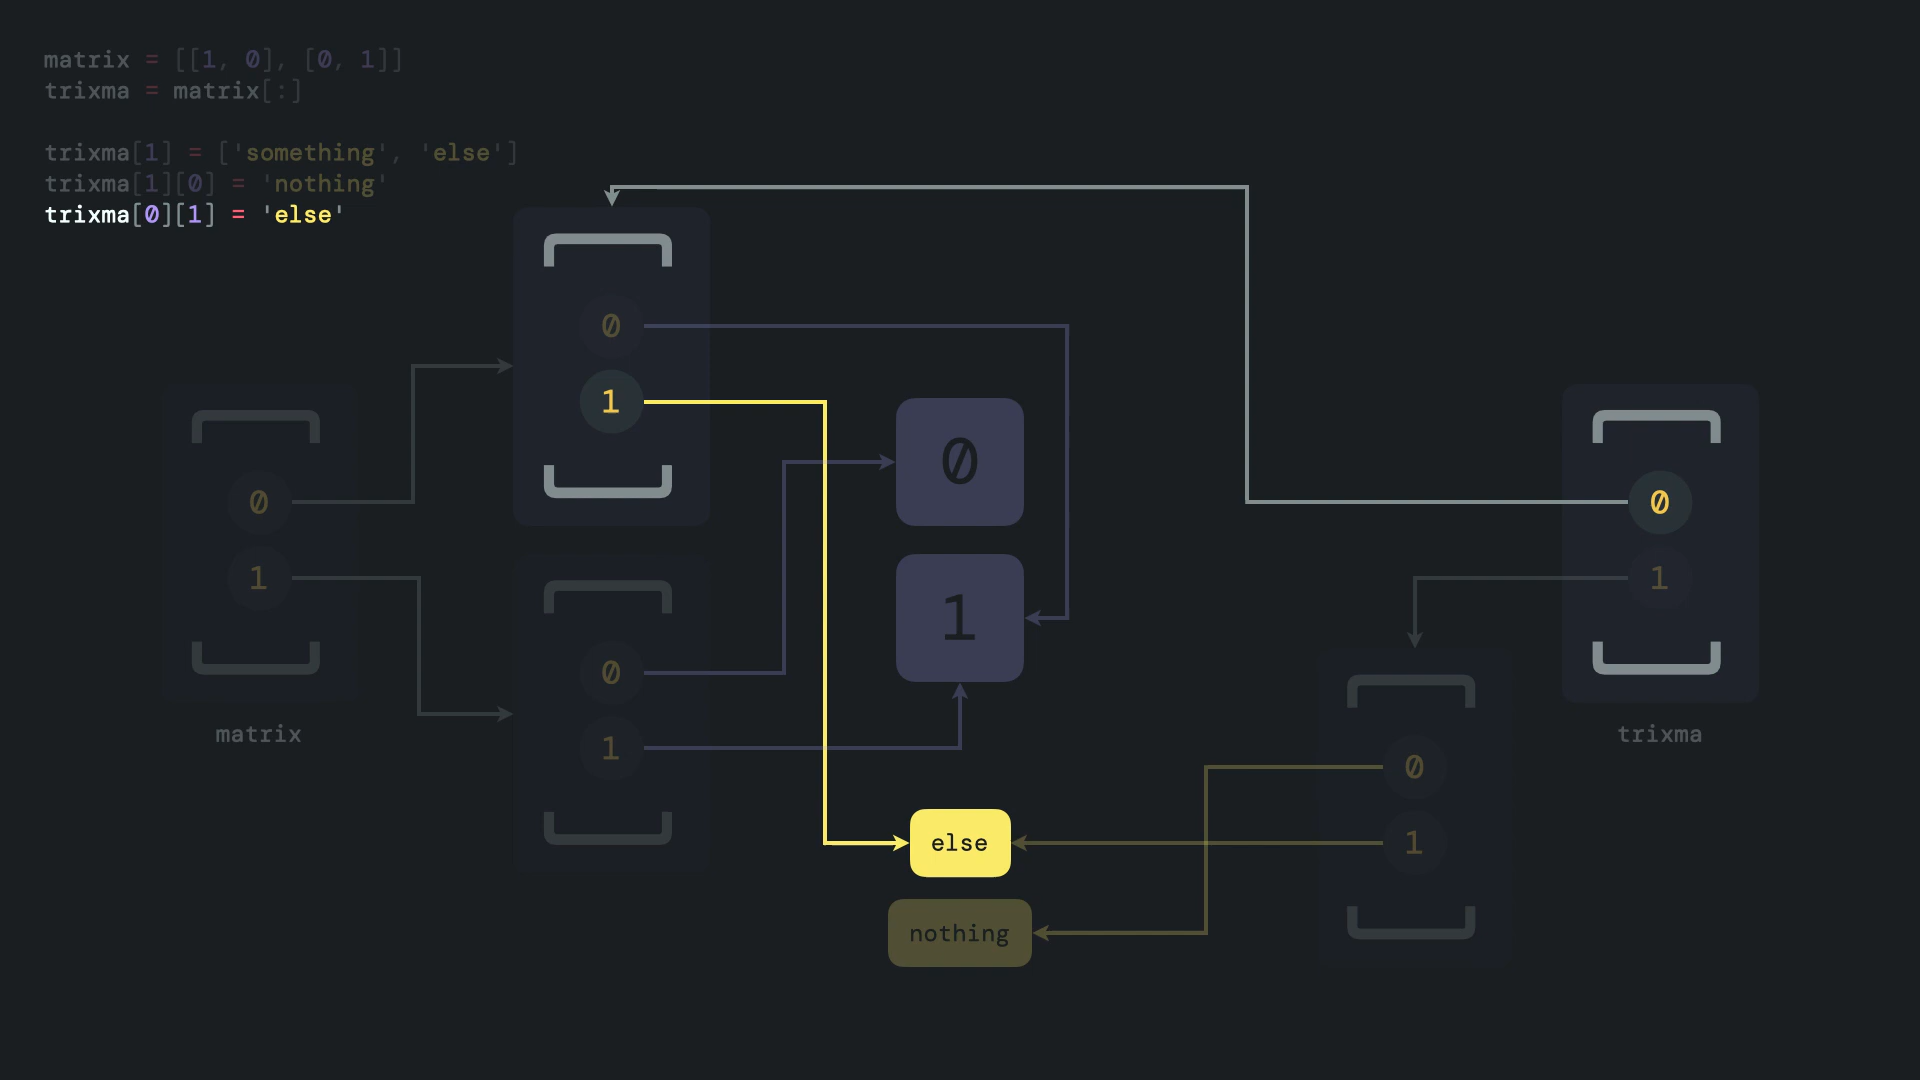 matrix = [[1, 0], [0, 1]]
trixma = matrix[:]
trixma[1] = ['something', 'else']
trixma[1][0] = 'nothing'
trixma[0][1] = 'else'
0
1
matrix
0
1
0
1
0
1
else
nothing
0
1
0
1
trixma